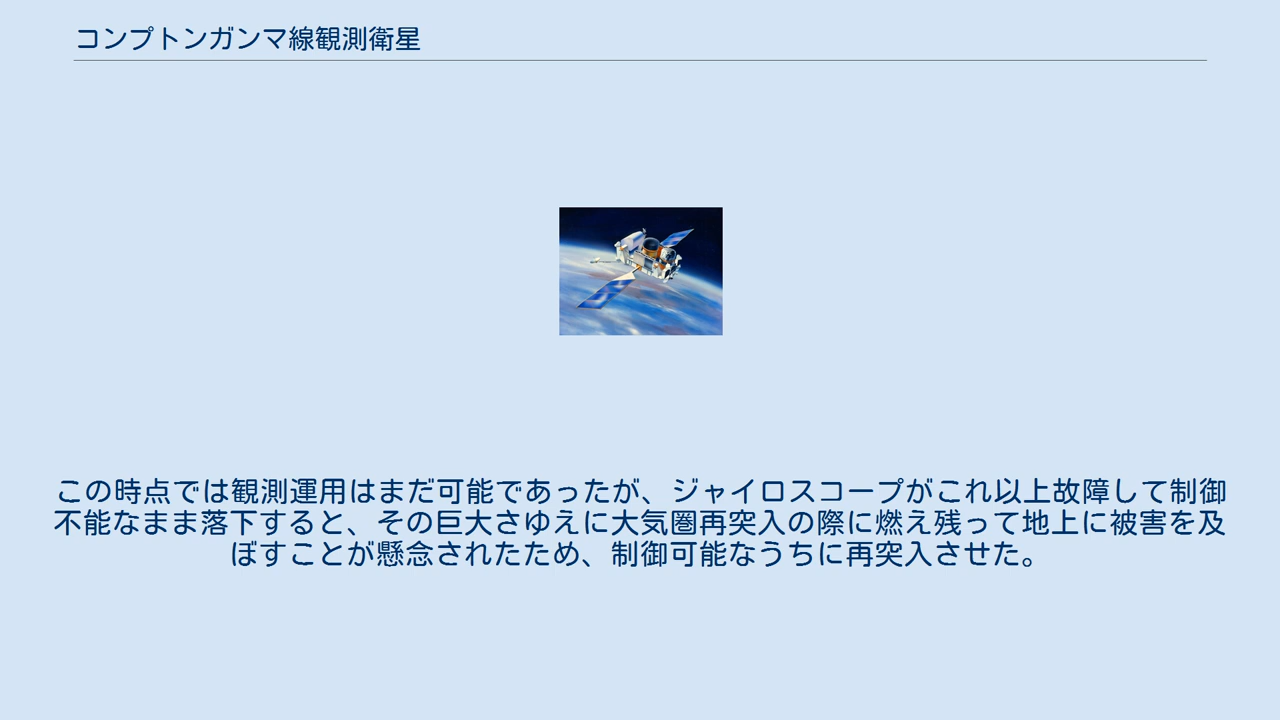 コンプトンガンマ線観測衛星
この時点では観測運用はまだ可能であったが、ジャイロスコープがこれ以上故障して制御
不能なまま落下すると、その巨大さゆえに大気圏再突入の際に燃え残って地上に被害を及
ぼすことが懸念されたため、制御可能なうちに再突入させた。